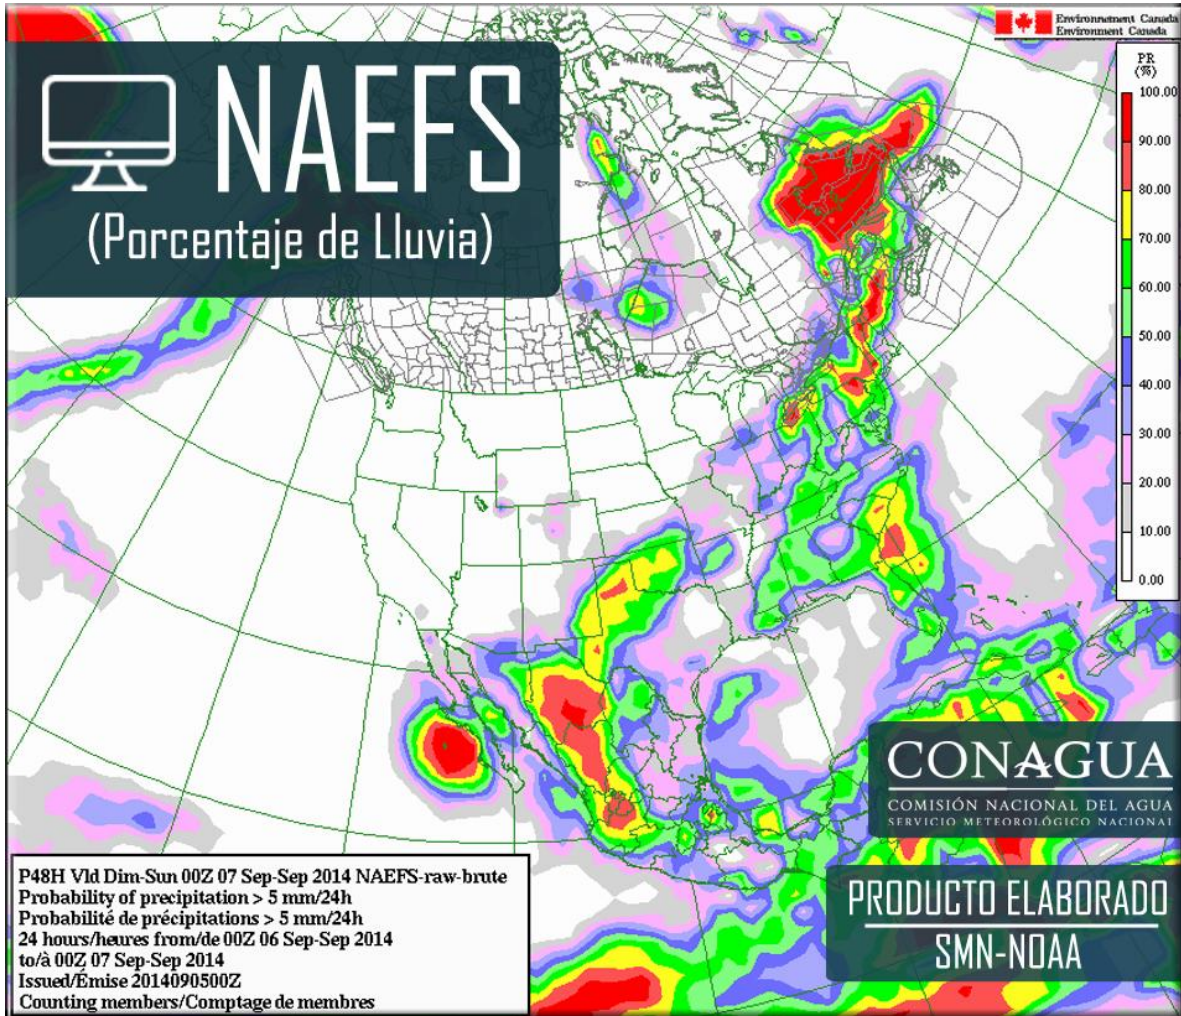 Environnement Canada
Environment Canada
NAEFS
(Porcentaje de Lluvia)
PR
(%)
100.00
90.00
80.00
70.00
60.00
50.00
40.00
30.00
20.00
10.00
0.00
CONAGUA
COMISIÓN NACIONAL DEL AGUA
SERVICIO METEOROLÓGICO NACIONAL
PRODUCTO ELABORADO
SMN-NOAA
P48H Vld Dim-Sun 00Z 07 Sep-Sep 2014 NAEFS-raw-brute
Probability of precipitation > 5 mm/24h
Probabilité de précipitations > 5 mm/24h
24 hours/heures from/de 00Z 06 Sep-Sep 2014
to/à 00Z 07 Sep-Sep 2014
Issued/Émise 2014090500Z
Counting members/Comptage de membres